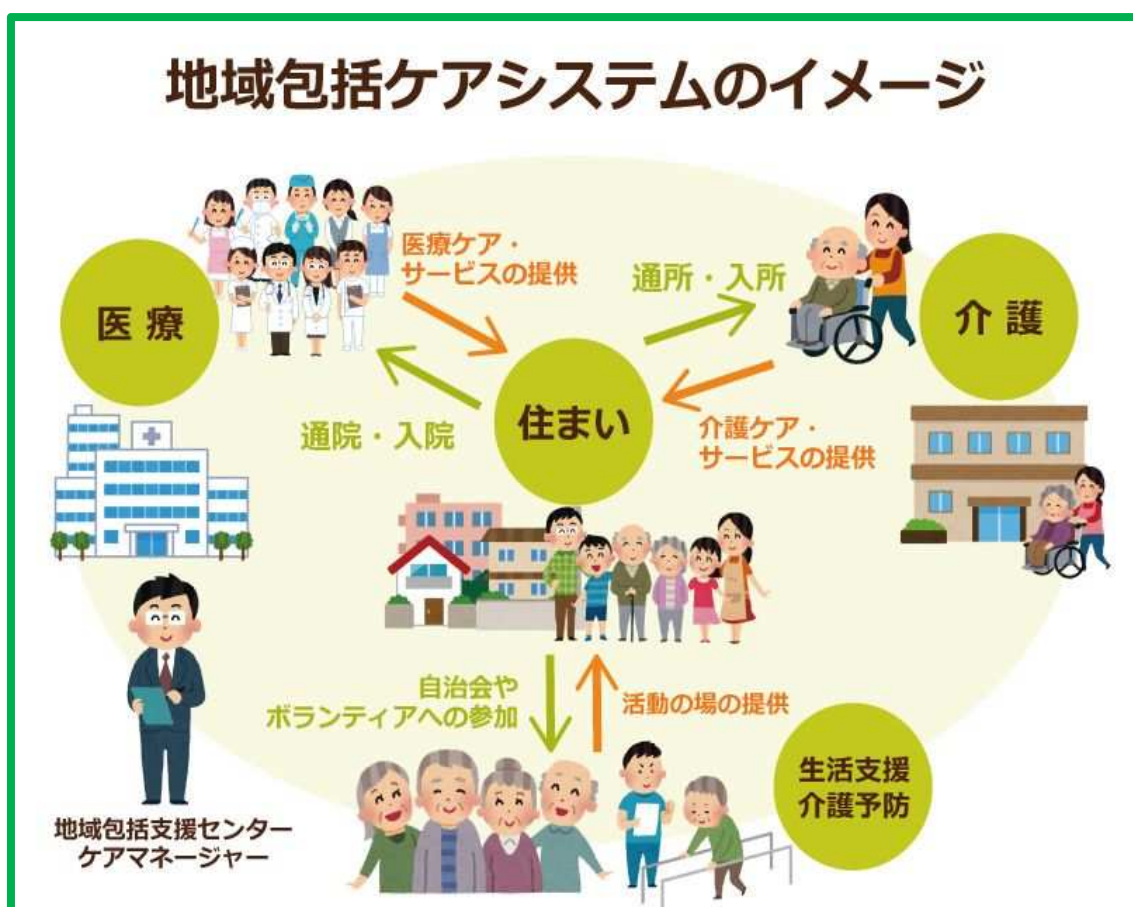 地域包括ケアシステムのイメージ
医療
医療ケア・
サービスの提供
通所・入所
介護
通院・入院
住まい
介護ケア・
サービスの提供
自治会や
ボランティアへの参加
活動の場の提供
生活支援
介護予防
地域包括支援センター
ケアマネージャー